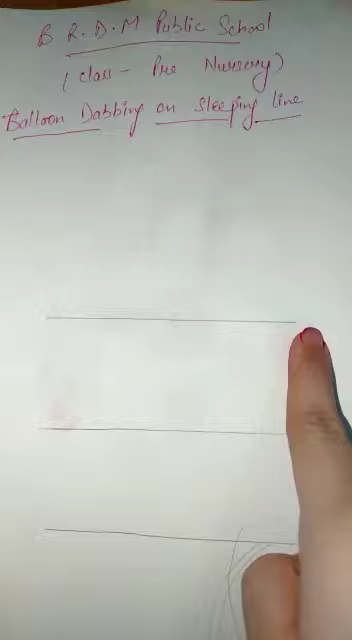 B R.D.M Public School
(class - Pre Nursery)
Balloon Dabbing on sleeping line